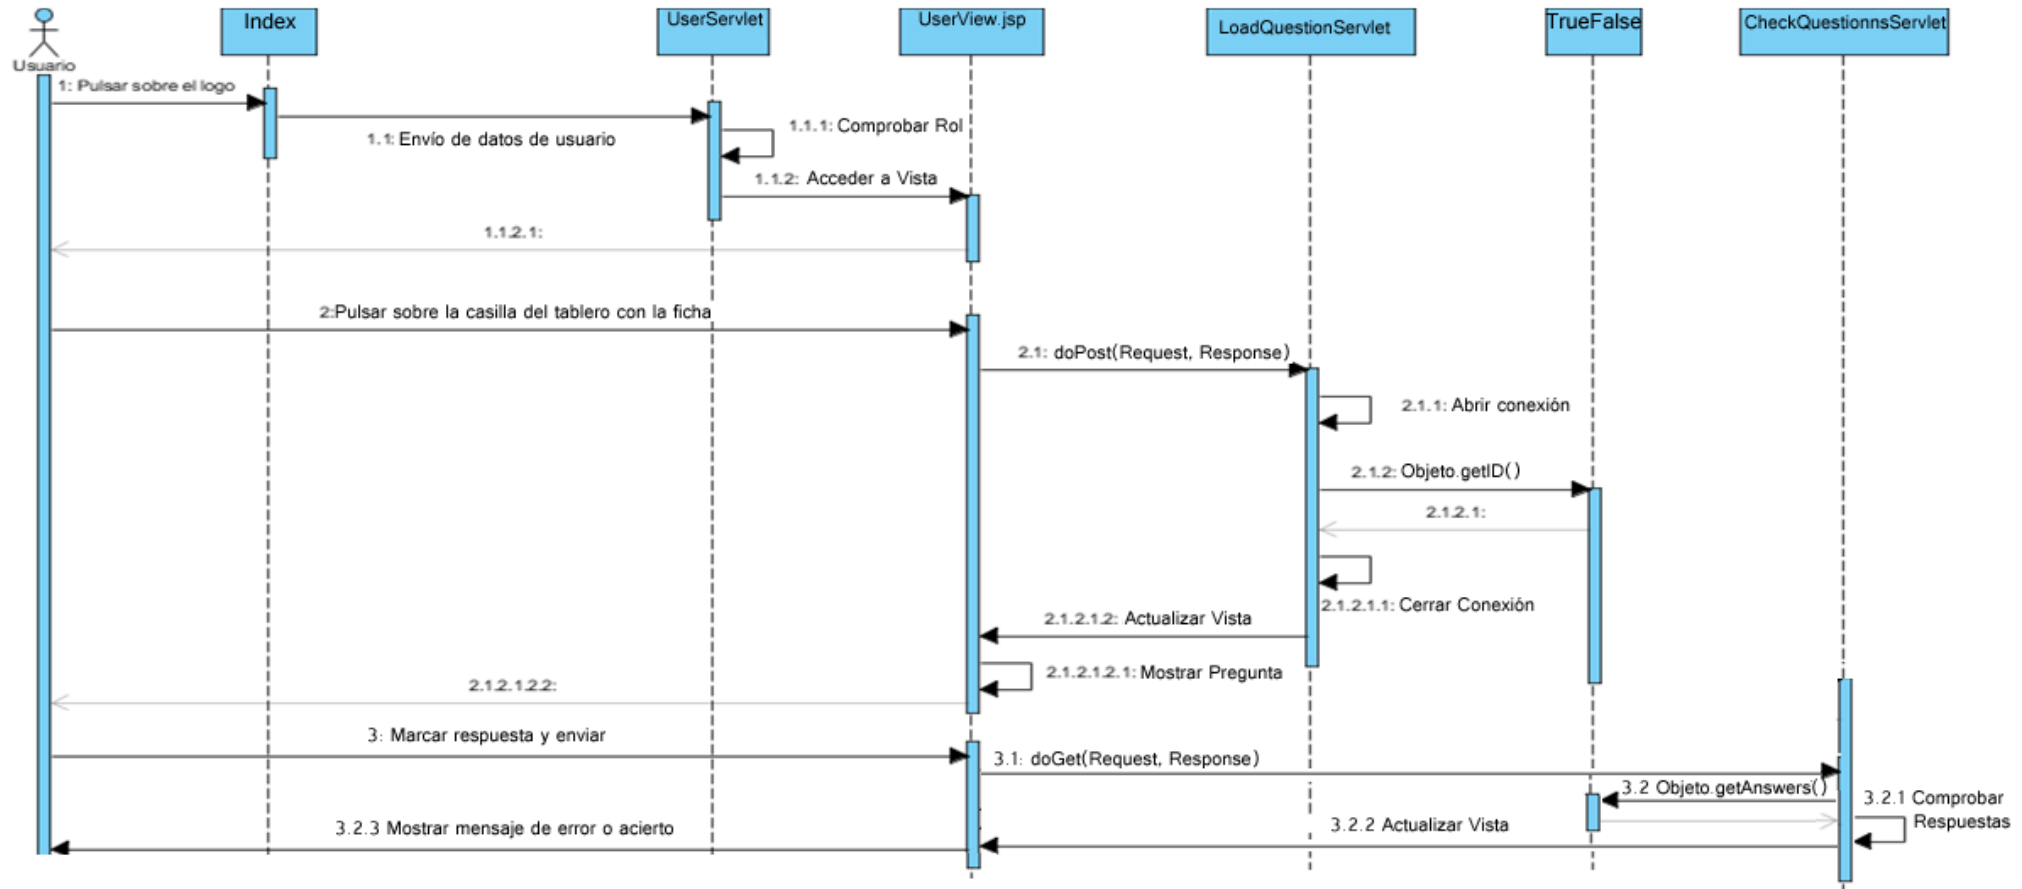 Index
UserServlet
UserView.jsp
LoadQuestionServlet
TrueFalse
CheckQuestionnsServlet
Usuario
1: Pulsar sobre el logo
1.1: Envío de datos de usuario
1.1.1: Comprobar Rol
1.1.2: Acceder a Vista
1.1.2.1:
2:Pulsar sobre la casilla del tablero con la ficha
2.1: doPost(Request, Response)
2.1.1: Abrir conexión
2.1.2: Objeto.getID()
2.1.2.1:
2.1.2.1.1: Cerrar Conexión
2.1.2.1.2: Actualizar Vista
2.1.2.1.2.1: Mostrar Pregunta
2.1.2.1.2.2:
3: Marcar respuesta y enviar
3.1: doGet(Request, Response)
3.2 Objeto.getAnswers()
3.2.1 Comprobar
Respuestas
3.2.2 Actualizar Vista
3.2.3 Mostrar mensaje de error o acierto